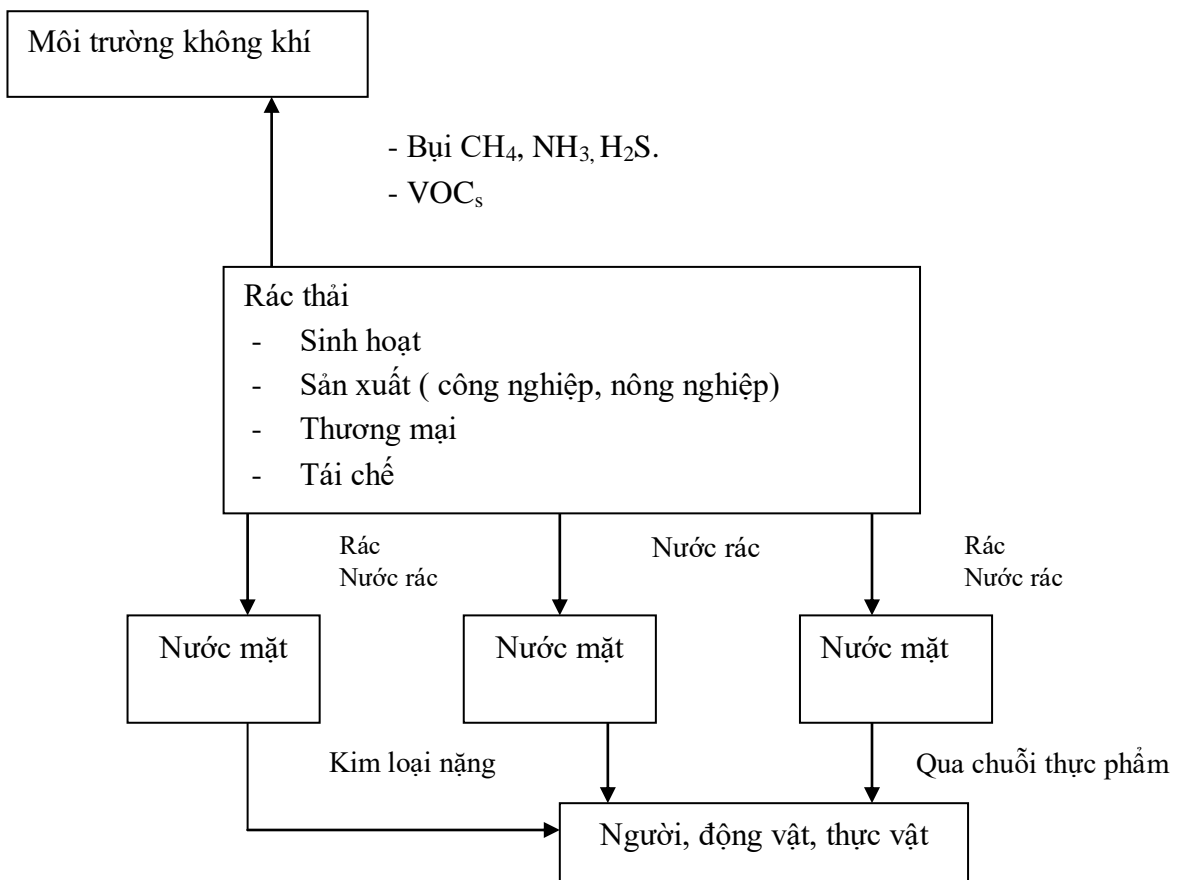 Môi trường không khí
- Bụi CH₄, NH₃, H₂S.
- VOCₛ
Rác thải
- Sinh hoạt
- Sản xuất ( công nghiệp, nông nghiệp)
- Thương mại
- Tái chế
Rác
Nước rác
Nước rác
Rác
Nước rác
Nước mặt
Nước mặt
Nước mặt
Kim loại nặng
Qua chuỗi thực phẩm
Người, động vật, thực vật